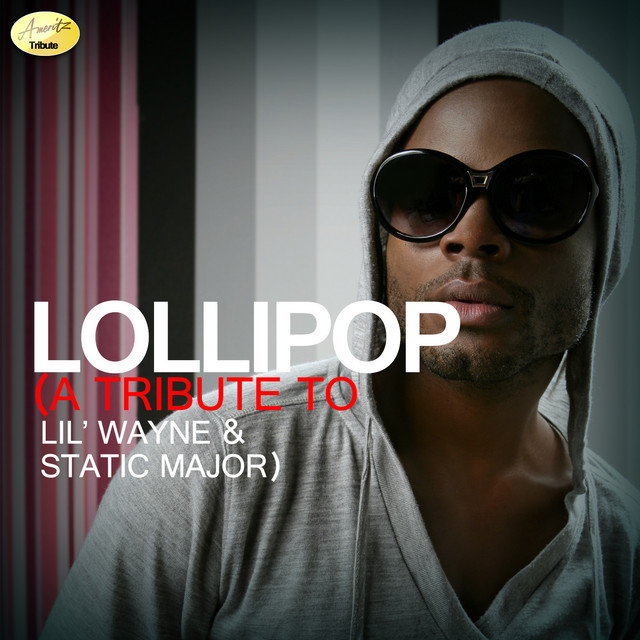 Ameritz
Tribute
LOLLIPOP
(A TRIBUTE TO
LIL' WAYNE &
STATIC MAJOR)